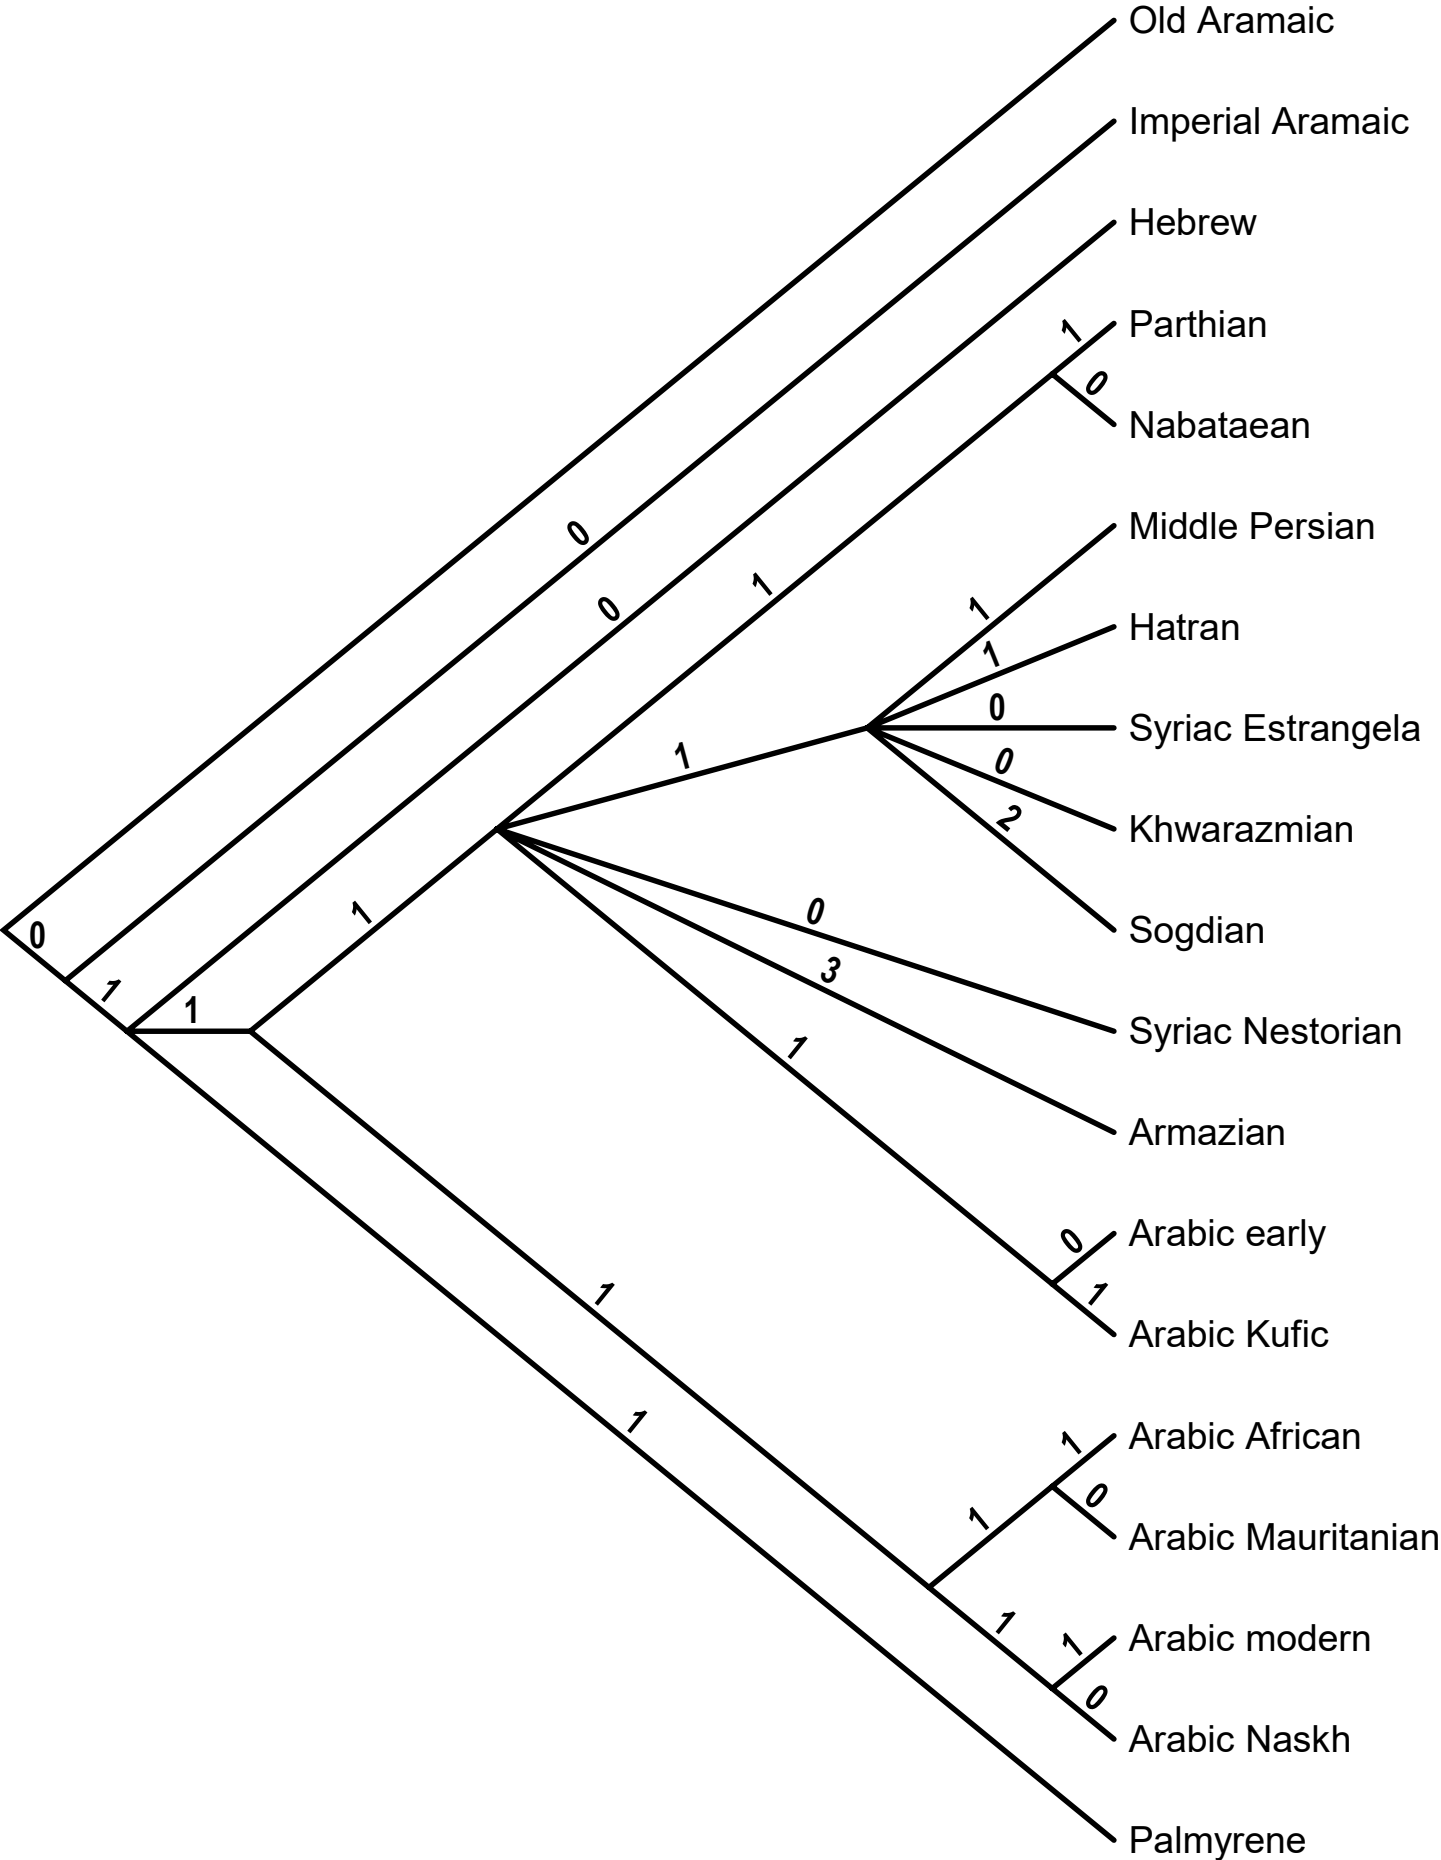 Old Aramaic
Imperial Aramaic
Hebrew
1 Parthian
0 Nabataean
Middle Persian
0
1
0
1
1 Hatran
0 Syriac Estrangela
1
0 Khwarazmian
2
1
0
0 Sogdian
3
1
1 Syriac Nestorian
1
Armazian
0 Arabic early
1
1 Arabic Kufic
1
1 Arabic African
0
1
Arabic Mauritanian
1
1 Arabic modern
0
Arabic Naskh
Palmyrene